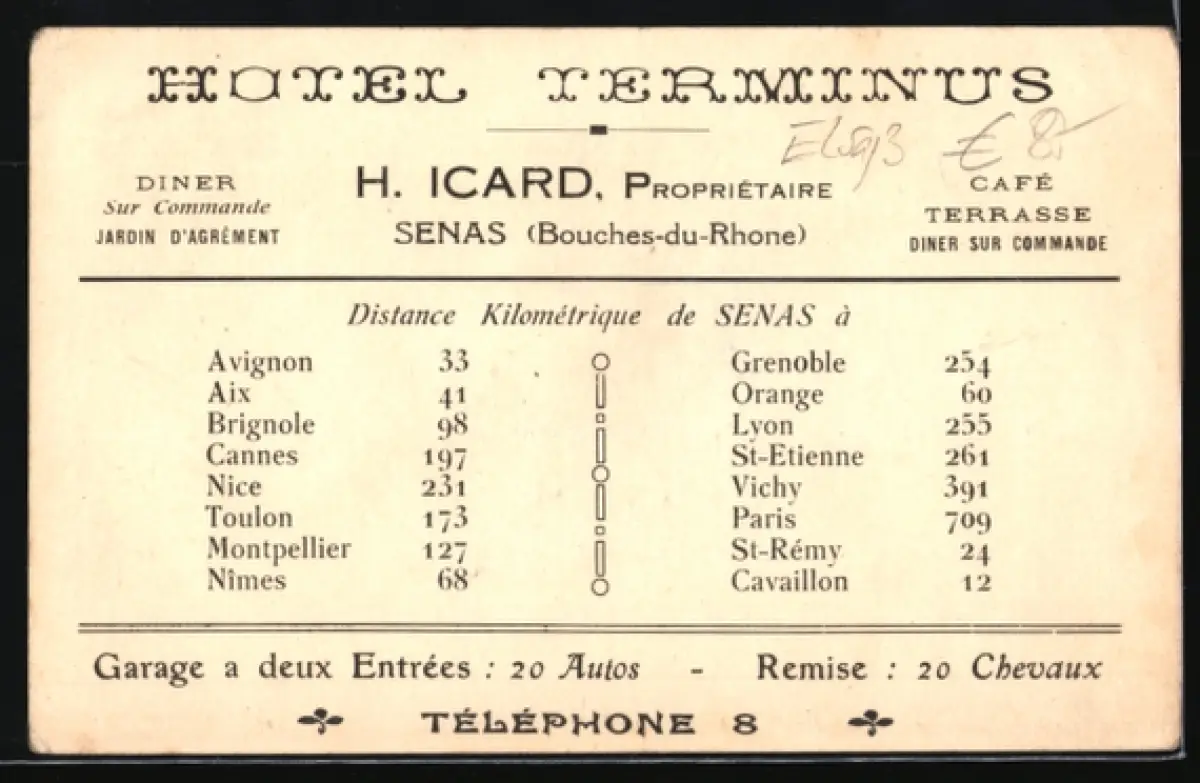 HOTEL TERMINUS
€ 8,-
DINER
Sur Commande
JARDIN D'AGRÉMENT
H. ICARD, PROPRIÉTAIRE
SENAS (Bouches-du-Rhone)
CAFÉ
TERRASSE
DINER SUR COMMANDE
Distance Kilométrique de SENAS à
Avignon 33
Aix 41
Brignole 98
Cannes 197
Nice 231
Toulon 173
Montpellier 127
Nîmes 68
Grenoble 254
Orange 60
Lyon 255
St-Etienne 261
Vichy 391
Paris 709
St-Rémy 24
Cavaillon 12
Garage a deux Entrées : 20 Autos - Remise : 20 Chevaux
TÉLÉPHONE 8